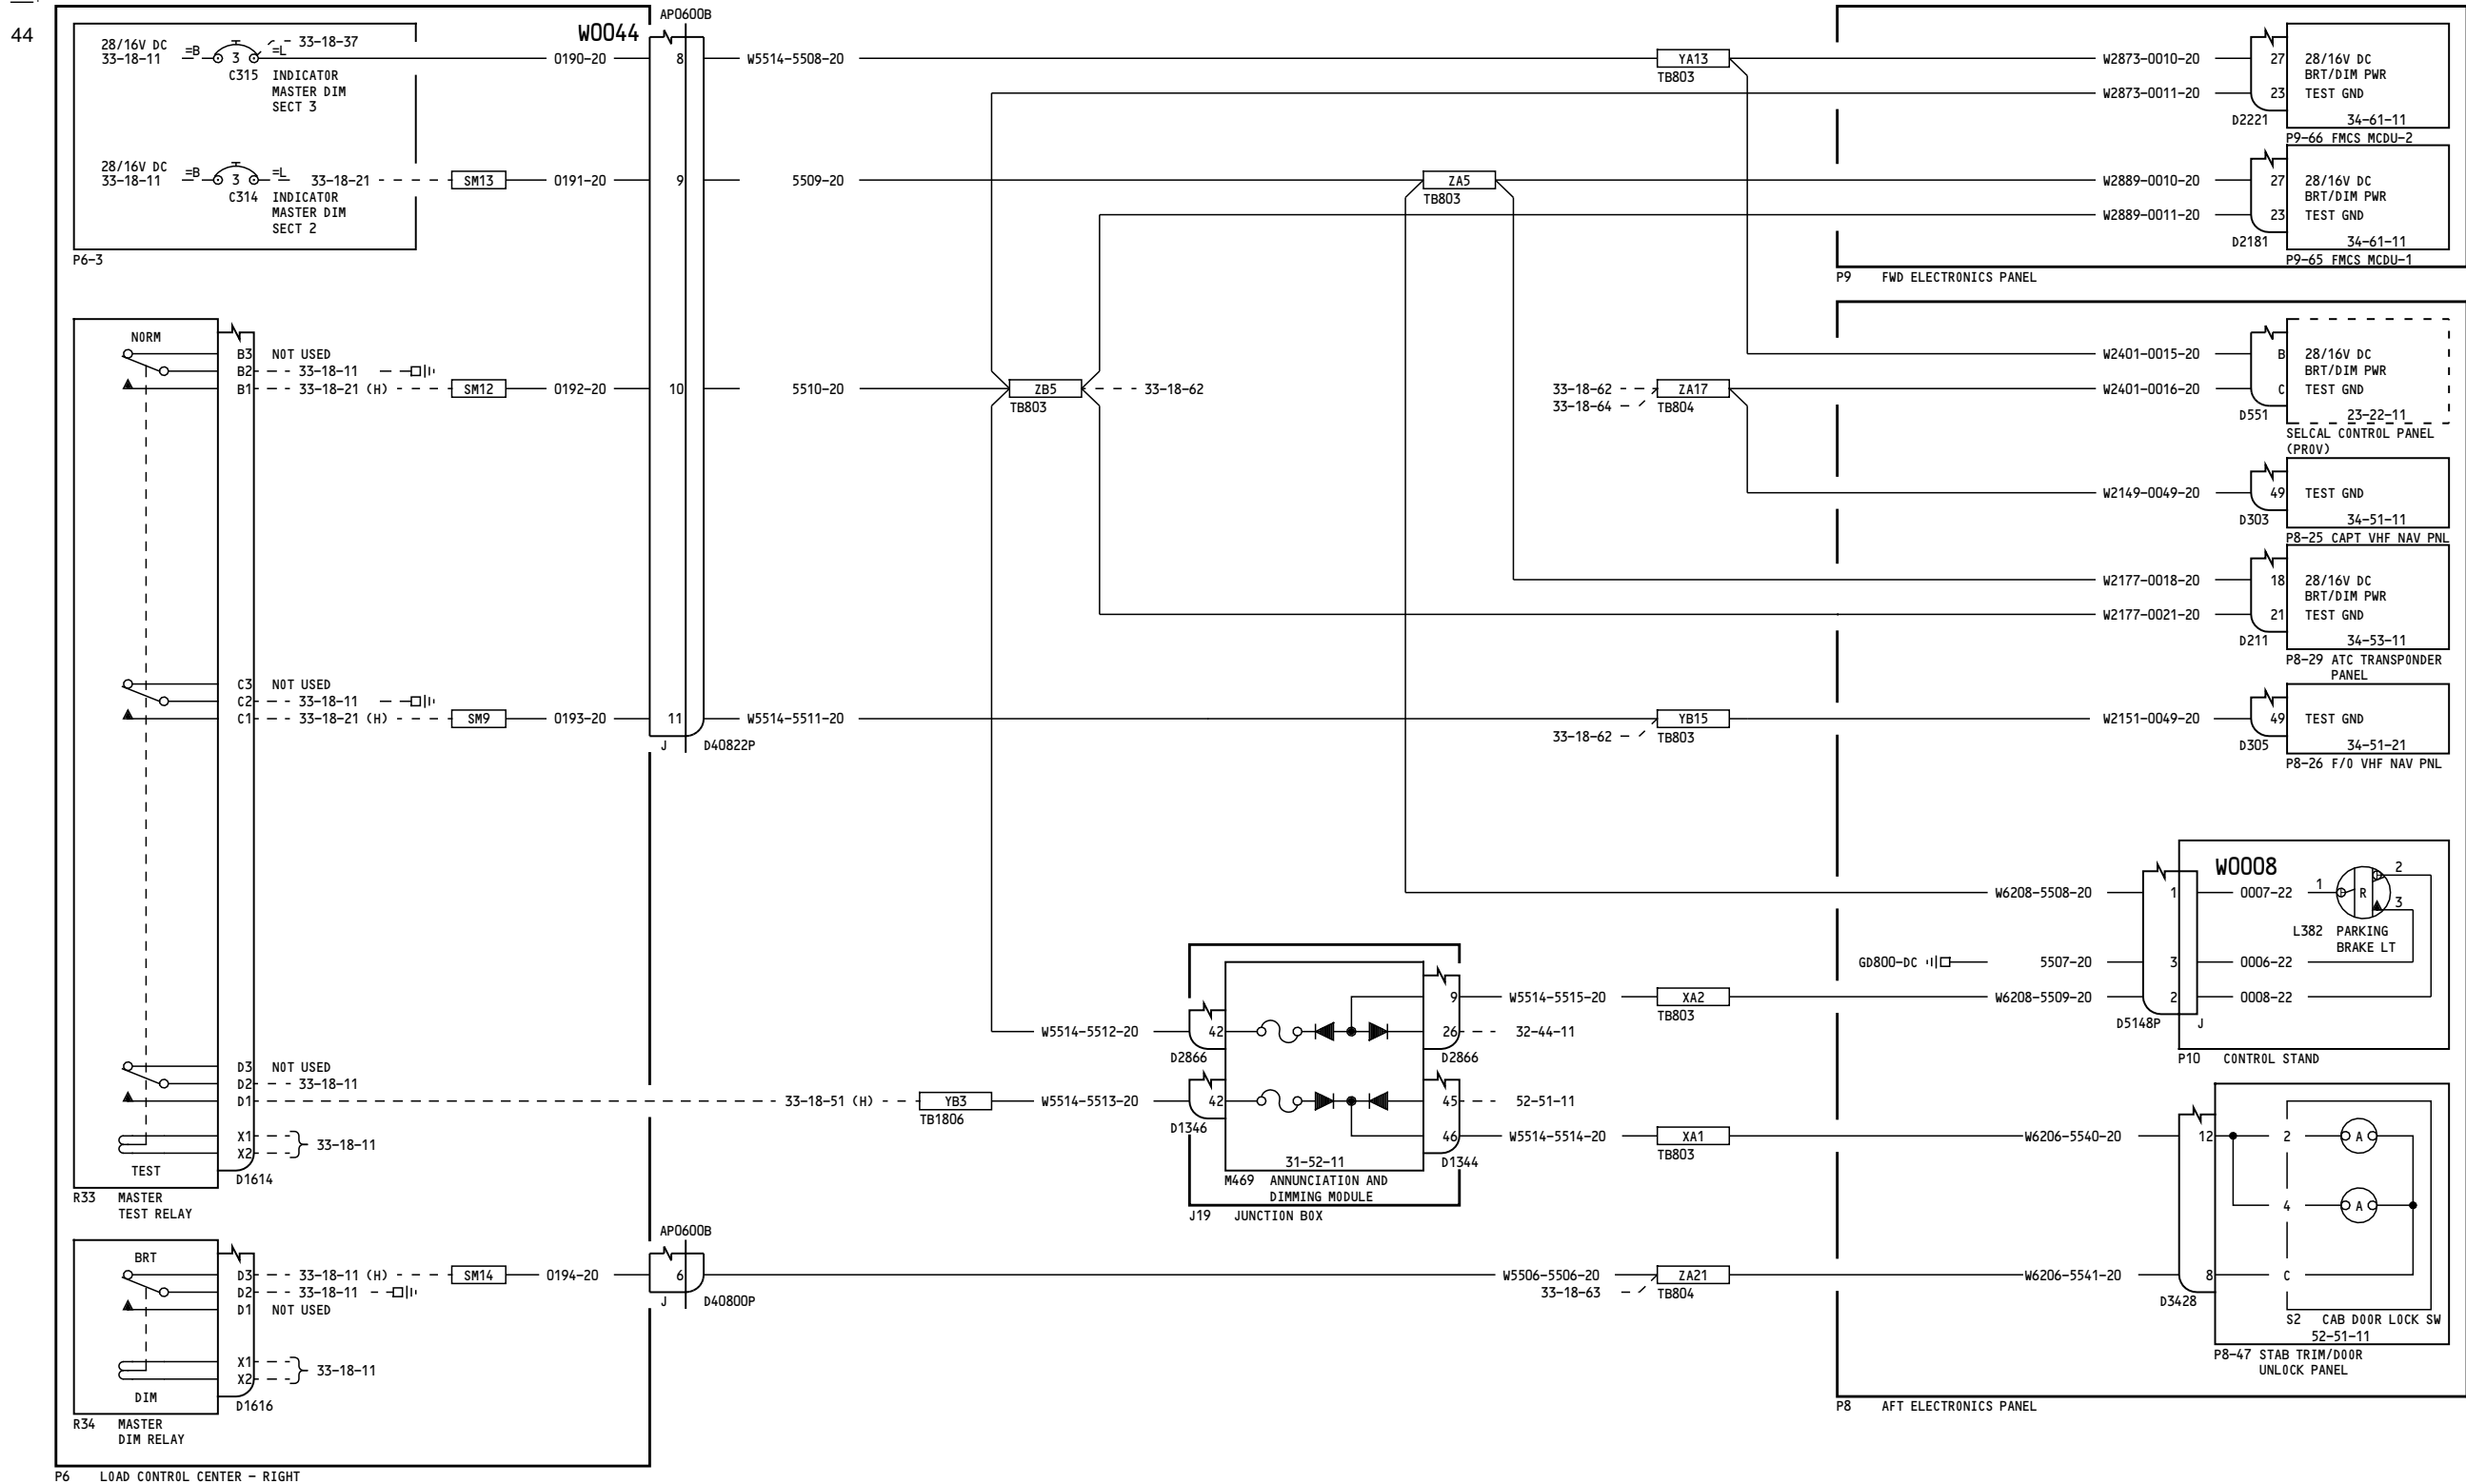 44
W0044
AP0600B
28/16V DC
33-18-11
=B
3
=L
33-18-37
C315 INDICATOR
MASTER DIM
SECT 3
0190-20
8
W5514-5508-20
YA13
TB803
28/16V DC
33-18-11
=B
3
=L
33-18-21
C314 INDICATOR
MASTER DIM
SECT 2
SM13
0191-20
9
5509-20
ZA5
TB803
P6-3
W2873-0010-20
27
28/16V DC
BRT/DIM PWR
W2873-0011-20
23
TEST GND
D2221
34-61-11
P9-66 FMCS MCDU-2
W2889-0010-20
27
28/16V DC
BRT/DIM PWR
W2889-0011-20
23
TEST GND
D2181
34-61-11
P9-65 FMCS MCDU-1
P9 FWD ELECTRONICS PANEL
NORM
B3 NOT USED
B2 33-18-11
B1 33-18-21 (H)
SM12
0192-20
10
5510-20
ZB5
TB803
33-18-62
33-18-62
33-18-64
ZA17
TB804
W2401-0015-20
B
28/16V DC
BRT/DIM PWR
W2401-0016-20
C
TEST GND
D551
23-22-11
SELCAL CONTROL PANEL
(PROV)
W2149-0049-20
49
TEST GND
D303
34-51-11
P8-25 CAPT VHF NAV PNL
W2177-0018-20
18
28/16V DC
BRT/DIM PWR
W2177-0021-20
21
TEST GND
D211
34-53-11
P8-29 ATC TRANSPONDER
PANEL
C3 NOT USED
C2 33-18-11
C1 33-18-21 (H)
SM9
0193-20
11
J
D40822P
W5514-5511-20
33-18-62
YB15
TB803
W2151-0049-20
49
TEST GND
D305
34-51-21
P8-26 F/O VHF NAV PNL
W0008
W6208-5508-20
1
0007-22
1
R
2
3
L382 PARKING
BRAKE LT
GD800-DC
5507-20
3
0006-22
W6208-5509-20
2
0008-22
D5148P
J
P10 CONTROL STAND
W5514-5512-20
42
D2866
9
W5514-5515-20
XA2
TB803
26
32-44-11
D2866
D3 NOT USED
D2 33-18-11
D1
33-18-51 (H)
YB3
TB1806
W5514-5513-20
42
D1346
45
52-51-11
46
W5514-5514-20
XA1
TB803
D1344
31-52-11
M469 ANNUNCIATION AND
DIMMING MODULE
J19 JUNCTION BOX
X1
X2
33-18-11
TEST
D1614
R33 MASTER
TEST RELAY
W6206-5540-20
12
2
A
4
A
W6206-5541-20
8
C
D3428
S2 CAB DOOR LOCK SW
52-51-11
P8-47 STAB TRIM/DOOR
UNLOCK PANEL
P8 AFT ELECTRONICS PANEL
AP0600B
BRT
D3 33-18-11 (H)
D2 33-18-11
D1 NOT USED
SM14
0194-20
6
J
D40800P
W5506-5506-20
33-18-63
ZA21
TB804
X1
X2
33-18-11
DIM
D1616
R34 MASTER
DIM RELAY
P6 LOAD CONTROL CENTER - RIGHT